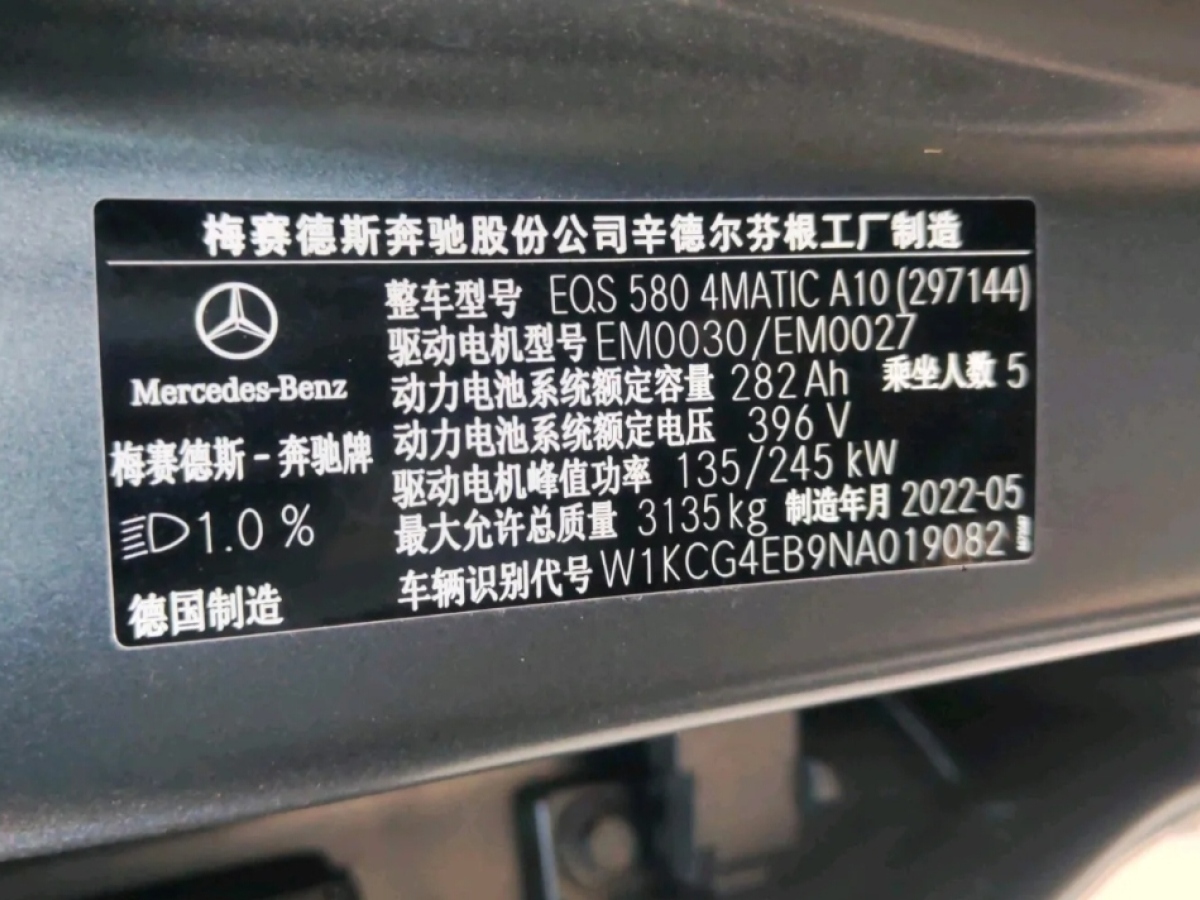 梅赛德斯奔驰股份公司辛德尔芬根工厂制造
Mercedes-Benz
梅赛德斯-奔驰牌
1.0 %
德国制造
整车型号 EQS 580 4MATIC A10 (297144)
驱动电机型号 EM0030/EM0027
动力电池系统额定容量 282 Ah 乘坐人数 5
动力电池系统额定电压 396 V
驱动电机峰值功率 135/245 kW
最大允许总质量 3135 kg 制造年月 2022-05
车辆识别代号 W1KCG4EB9NA019082